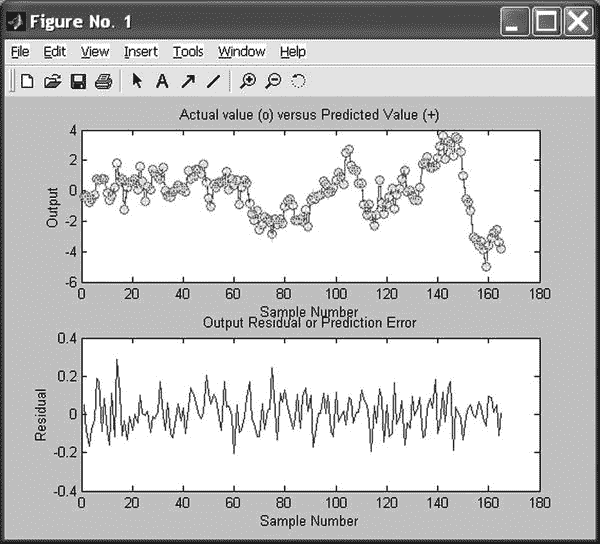 Figure No. 1
File Edit View Insert Tools Window Help
A
Actual value (o) versus Predicted Value (+)
4
2
0
-2
-4
-6
Output
0 20 40 60 80 100 120 140 160 180
Sample Number
Output Residual or Prediction Error
0.4
0.2
0
-0.2
-0.4
Residual
0 20 40 60 80 100 120 140 160 180
Sample Number